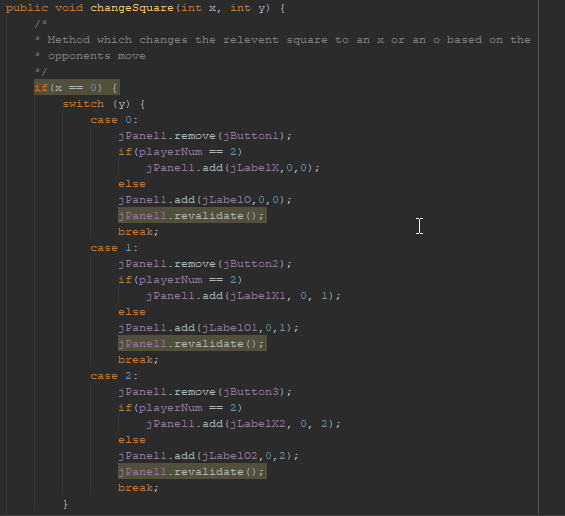 public void changeSquare(int x, int y) {
/*
* Method which changes the relevent square to an x or an o based on the
* opponents move
*/
if(x == 0) {
switch (y) {
case 0:
jPanel1.remove(jButton1);
if(playerNum == 2)
jPanel1.add(jLabelX,0,0);
else
jPanel1.add(jLabelO,0,0);
jPanel1.revalidate();
break;
case 1:
jPanel1.remove(jButton2);
if(playerNum == 2)
jPanel1.add(jLabelX1, 0, 1);
else
jPanel1.add(jLabelO1,0,1);
jPanel1.revalidate();
break;
case 2:
jPanel1.remove(jButton3);
if(playerNum == 2)
jPanel1.add(jLabelX2, 0, 2);
else
jPanel1.add(jLabelO2,0,2);
jPanel1.revalidate();
break;
}